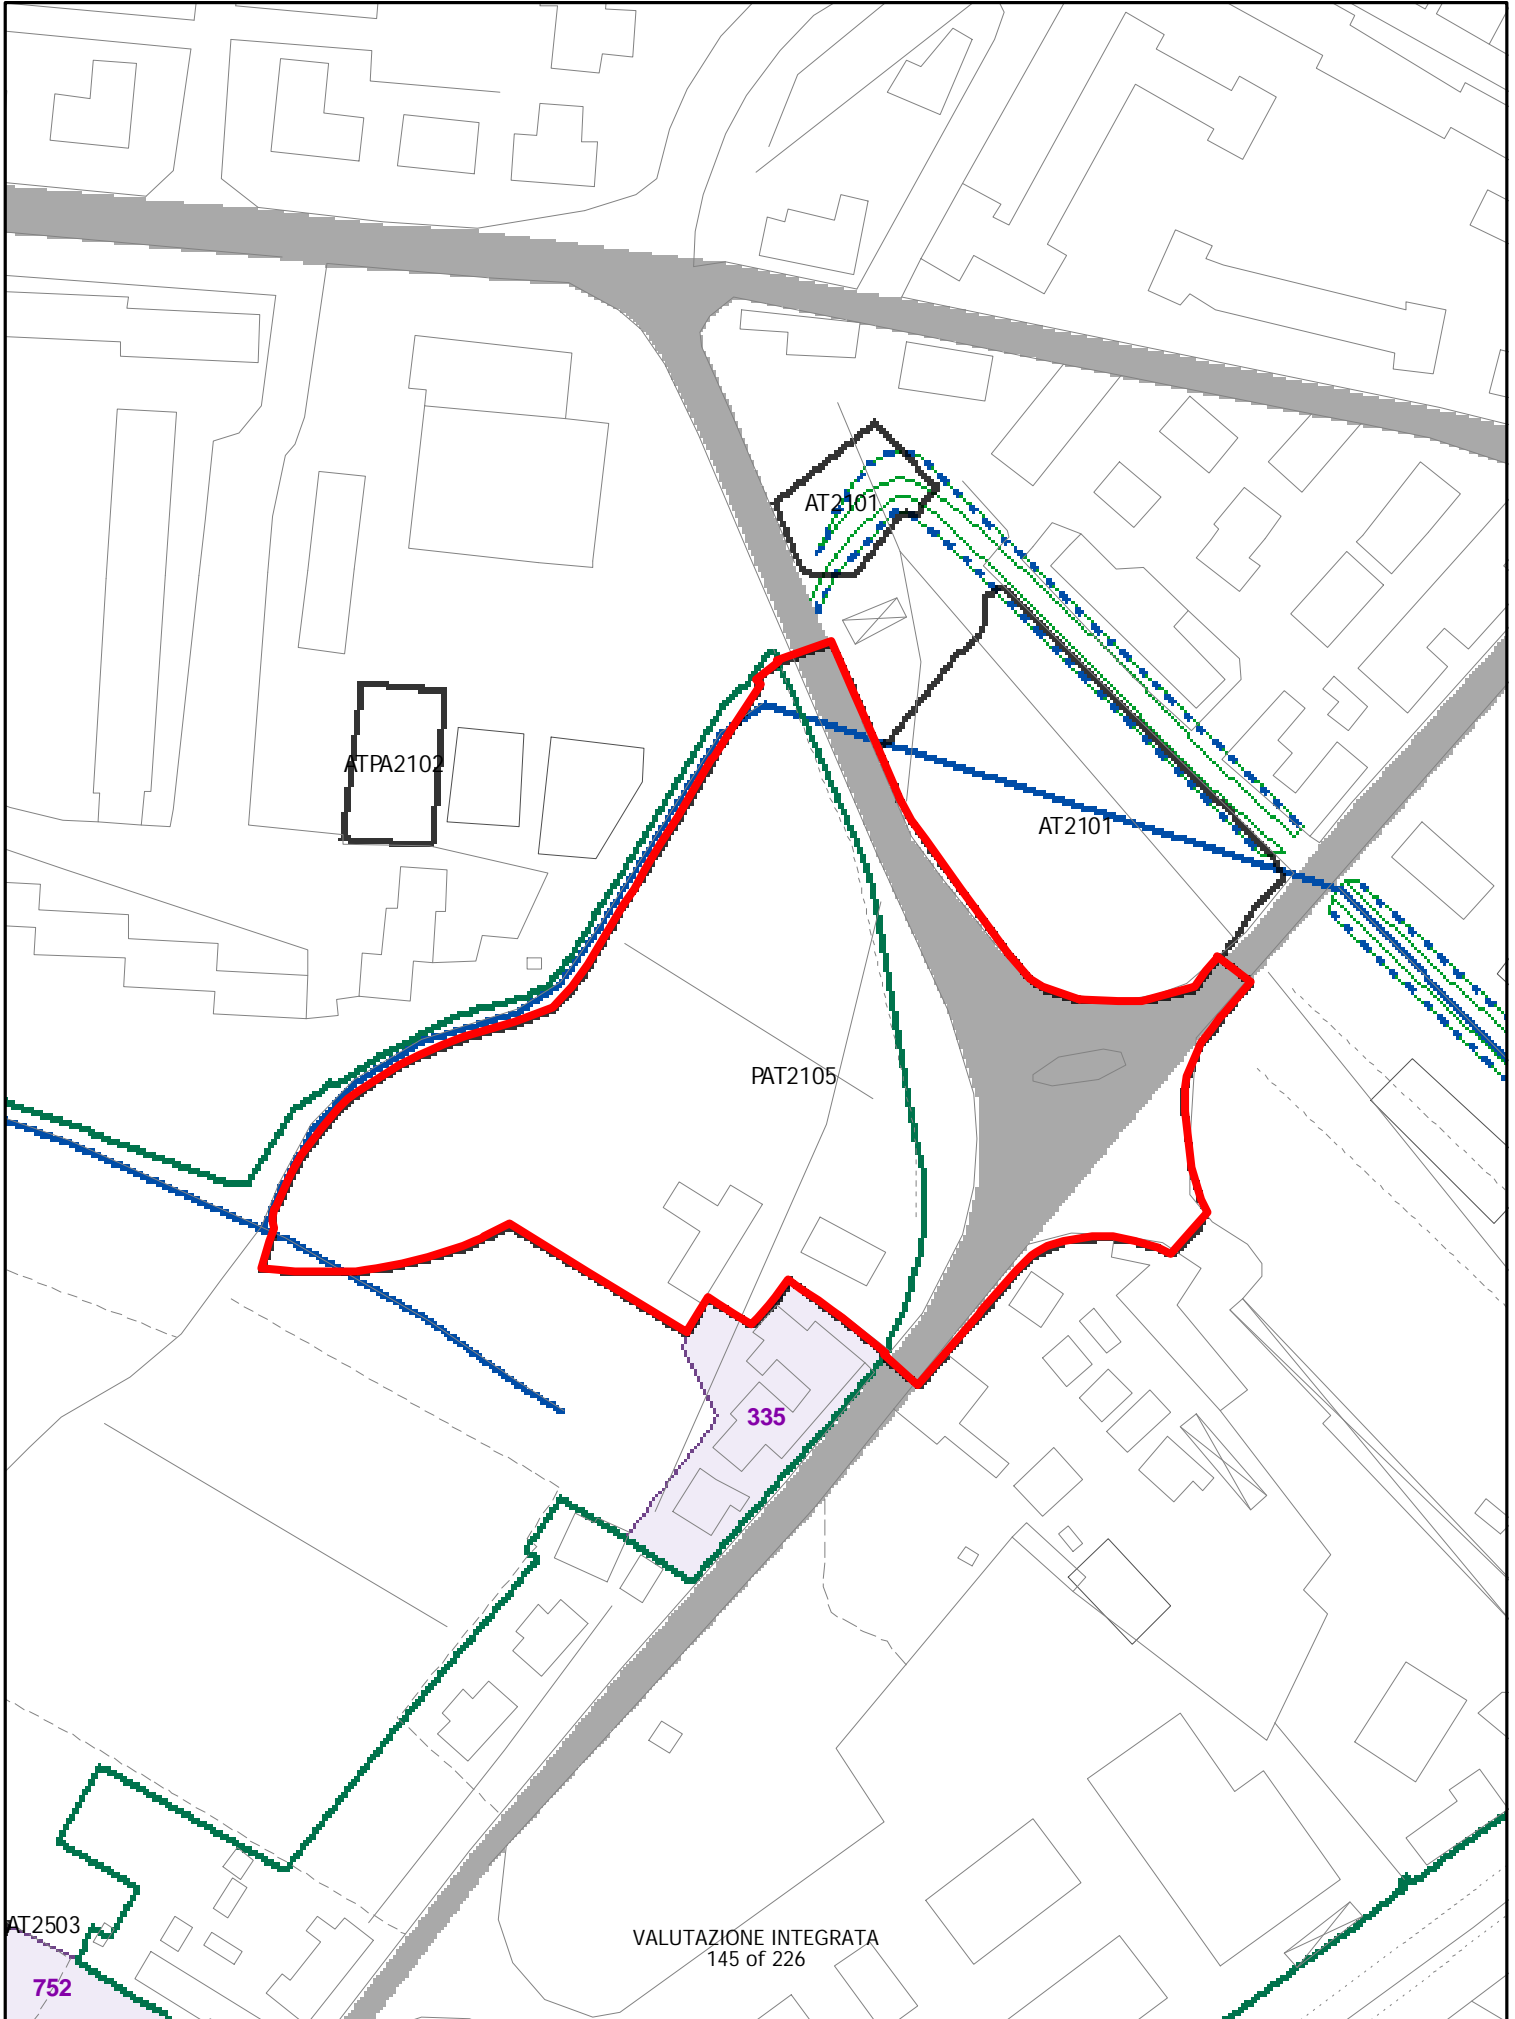 AT2101
ATPA2102
AT2101
PAT2105
335
AT2503
VALUTAZIONE INTEGRATA
145 of 226
752